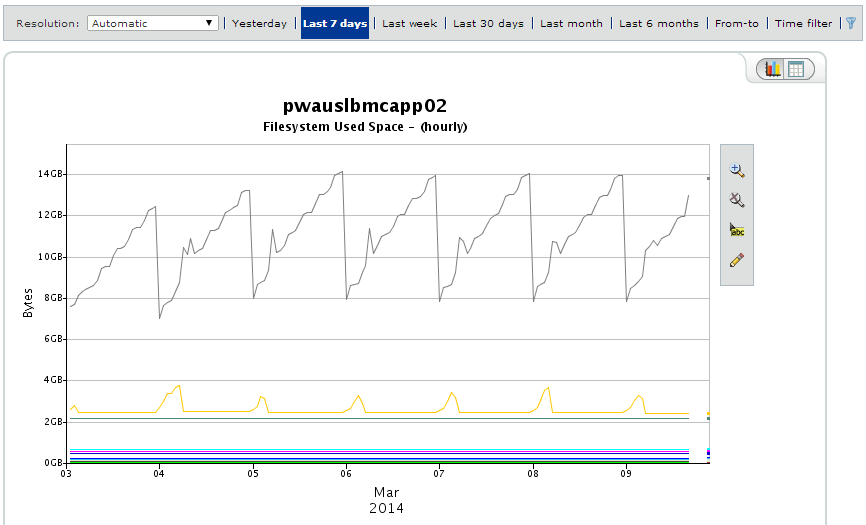 Resolution: Automatic Yesterday Last 7 days Last week Last 30 days Last month Last 6 months From-to Time filter
pwauslbmcapp02
Filesystem Used Space - (hourly)
14GB
12GB
10GB
8GB
6GB
4GB
2GB
0GB
Bytes
abc
03 04 05 06 07 08 09
Mar
2014